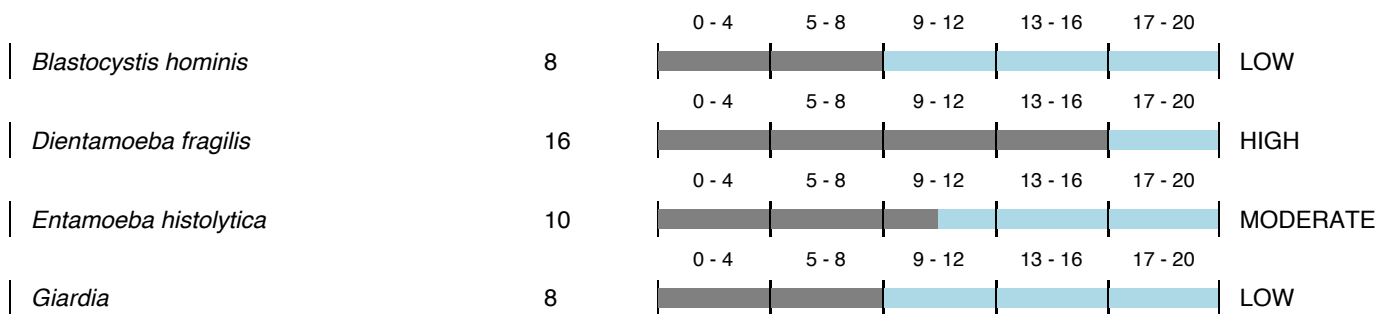 0 - 4 5 - 8 9 - 12 13 - 16 17 - 20
Blastocystis hominis 8 LOW
0 - 4 5 - 8 9 - 12 13 - 16 17 - 20
Dientamoeba fragilis 16 HIGH
0 - 4 5 - 8 9 - 12 13 - 16 17 - 20
Entamoeba histolytica 10 MODERATE
0 - 4 5 - 8 9 - 12 13 - 16 17 - 20
Giardia 8 LOW